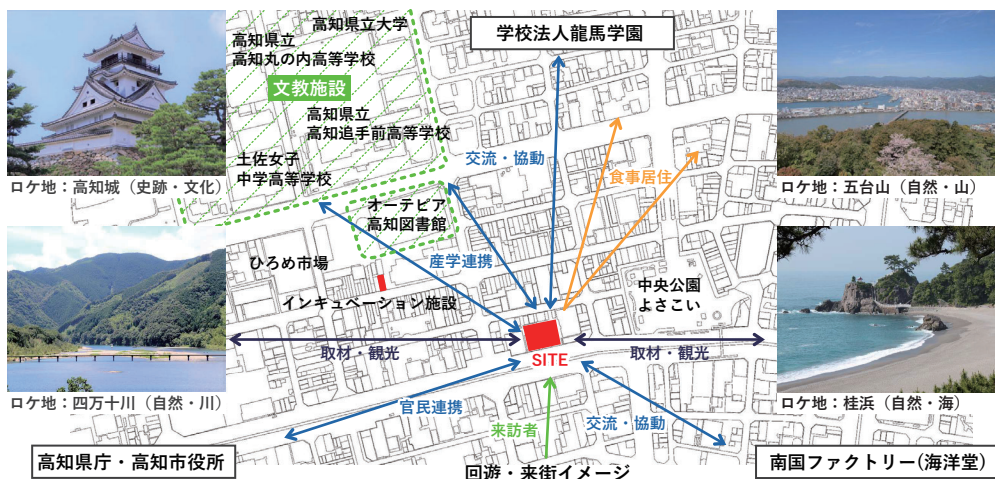 高知県立大学
高知県立
高知丸の内高等学校
文教施設
高知県立
高知追手前高等学校
土佐女子
中学高等学校
オーテピア
高知図書館
学校法人龍馬学園
ロケ地：高知城（史跡・文化）
ロケ地：五台山（自然・山）
交流・協動
食事居住
産学連携
ひろめ市場
インキュベーション施設
中央公園
よさこい
取材・観光
SITE
取材・観光
ロケ地：四万十川（自然・川）
官民連携
来訪者
交流・協動
ロケ地：桂浜（自然・海）
高知県庁・高知市役所
回遊・来街イメージ
南国ファクトリー(海洋堂)